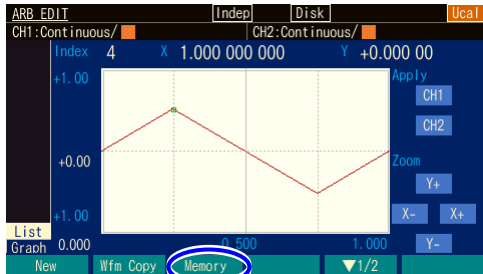 ARB EDIT Indep Disk Ucal
CH1:Continuous/ CH2:Continuous/
Index 4 X 1.000 000 000 Y +0.000 00
+1.00 Apply
CH1
CH2
+0.00 Zoom
Y+
+1.00 X- X+
List
Graph 0.000 0.500 1.000 Y-
New Wfm Copy Memory ▼1/2